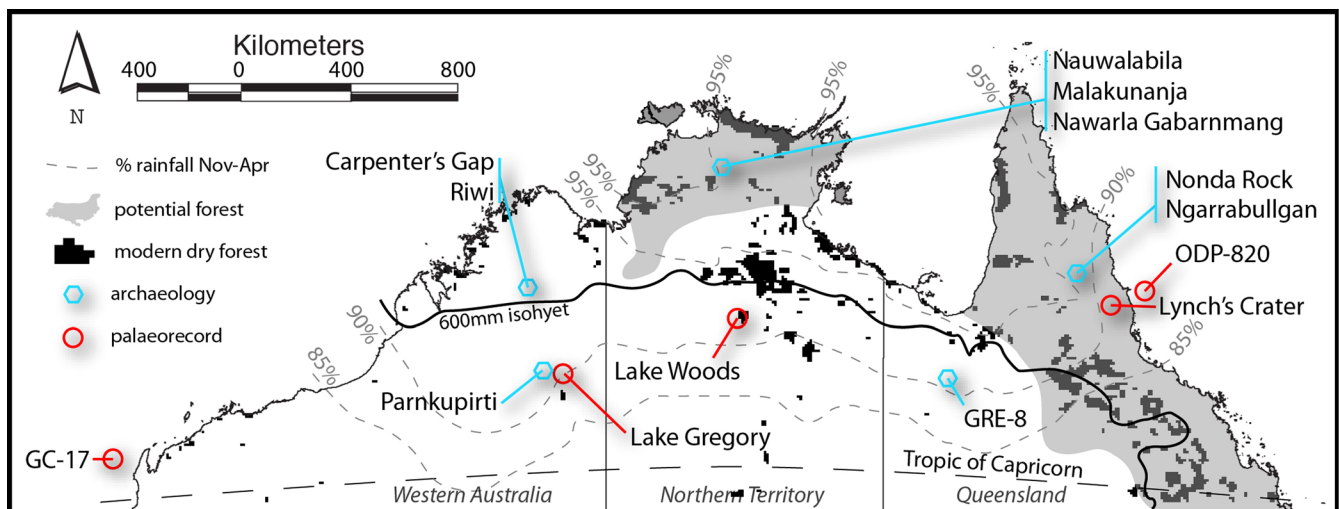 Kilometers
400 0 400 800
N
% rainfall Nov-Apr
potential forest
modern dry forest
archaeology
palaeorecord
Carpenter's Gap
Riwi
95%
95%
95%
95%
95%
Nauwalabila
Malakunanja
Nawarla Gabarnmang
90%
Nonda Rock
Ngarrabullgan
ODP-820
Lynch's Crater
85%
600mm isohyet
90%
85%
Lake Woods
Parnkupirti
Lake Gregory
GRE-8
GC-17
Tropic of Capricorn
Western Australia
Northern Territory
Queensland